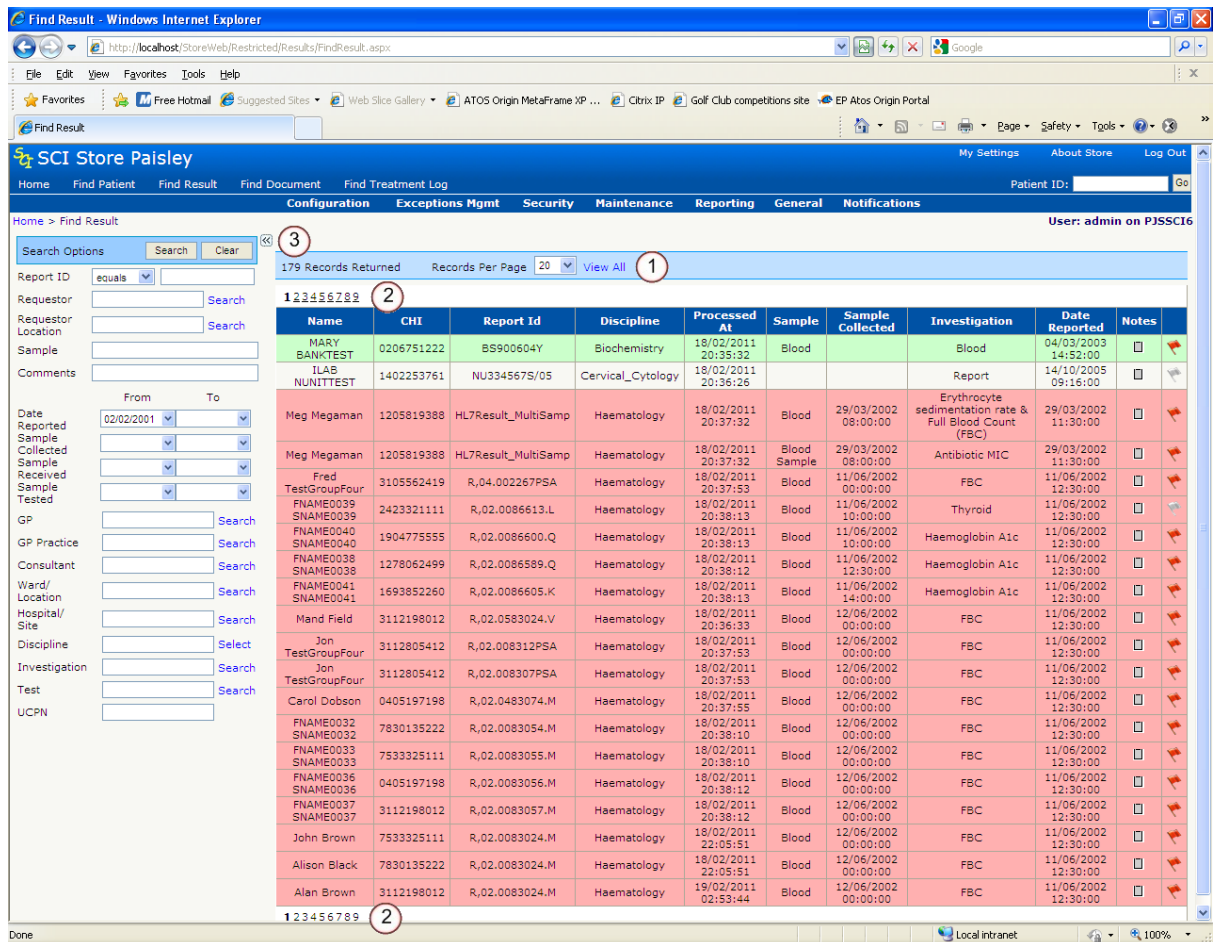 Find Result - Windows Internet Explorer
http://localhost/StoreWeb/Restricted/Results/FindResult.aspx
Google
File Edit View Favorites Tools Help
Favorites Free Hotmail Suggested Sites Web Slice Gallery ATOS Origin MetaFrame XP ... Citrix IP Golf Club competitions site EP Atos Origin Portal
Find Result
Page Safety Tools
SCI Store Paisley
My Settings About Store Log Out
Home Find Patient Find Result Find Document Find Treatment Log
Patient ID: Go
Configuration Exceptions Mgmt Security Maintenance Reporting General Notifications
Home > Find Result
User: admin on PJSSCI6
Search Options Search Clear
Report ID equals
Requestor Search
Requestor Location Search
Sample
Comments
From To
Date Reported 02/02/2001
Sample Collected
Sample Received
Sample Tested
GP Search
GP Practice Search
Consultant Search
Ward/ Location Search
Hospital/ Site Search
Discipline Select
Investigation Search
Test Search
UCPN
3
179 Records Returned Records Per Page 20 View All 1
123456789 2
Name CHI Report Id Discipline Processed At Sample Sample Collected Investigation Date Reported Notes
MARY BANKTEST 0206751222 BS900604Y Biochemistry 18/02/2011 20:35:32 Blood Blood 04/03/2003 14:52:00
ILAB NUNITTEST 1402253761 NU334567S/05 Cervical_Cytology 18/02/2011 20:36:26 Report 14/10/2005 09:16:00
Meg Megaman 1205819388 HL7Result_MultiSamp Haematology 18/02/2011 20:37:32 Blood 29/03/2002 08:00:00 Erythrocyte sedimentation rate & Full Blood Count (FBC) 29/03/2002 11:30:00
Meg Megaman 1205819388 HL7Result_MultiSamp Haematology 18/02/2011 20:37:32 Blood Sample 29/03/2002 08:00:00 Antibiotic MIC 29/03/2002 11:30:00
Fred TestGroupFour 3105562419 R,04.002267PSA Haematology 18/02/2011 20:37:53 Blood 11/06/2002 00:00:00 FBC 11/06/2002 12:30:00
FNAME0039 SNAME0039 2423321111 R,02.0086613.L Haematology 18/02/2011 20:38:13 Blood 11/06/2002 10:00:00 Thyroid 11/06/2002 12:30:00
FNAME0040 SNAME0040 1904775555 R,02.0086600.Q Haematology 18/02/2011 20:38:13 Blood 11/06/2002 10:00:00 Haemoglobin A1c 11/06/2002 12:30:00
FNAME0038 SNAME0038 1278062499 R,02.0086589.Q Haematology 18/02/2011 20:38:12 Blood 11/06/2002 12:30:00 Haemoglobin A1c 11/06/2002 12:30:00
FNAME0041 SNAME0041 1693852260 R,02.0086605.K Haematology 18/02/2011 20:38:13 Blood 11/06/2002 14:00:00 Haemoglobin A1c 11/06/2002 12:30:00
Mand Field 3112198012 R,02.0583024.V Haematology 18/02/2011 20:36:33 Blood 12/06/2002 00:00:00 FBC 11/06/2002 12:30:00
Jon TestGroupFour 3112805412 R,02.008312PSA Haematology 18/02/2011 20:37:53 Blood 12/06/2002 00:00:00 FBC 11/06/2002 12:30:00
Jon TestGroupFour 3112805412 R,02.008307PSA Haematology 18/02/2011 20:37:53 Blood 12/06/2002 00:00:00 FBC 11/06/2002 12:30:00
Carol Dobson 0405197198 R,02.0483074.M Haematology 18/02/2011 20:37:55 Blood 12/06/2002 00:00:00 FBC 11/06/2002 12:30:00
FNAME0032 SNAME0032 7830135222 R,02.0083054.M Haematology 18/02/2011 20:38:10 Blood 12/06/2002 00:00:00 FBC 11/06/2002 12:30:00
FNAME0033 SNAME0033 7533325111 R,02.0083055.M Haematology 18/02/2011 20:38:10 Blood 12/06/2002 00:00:00 FBC 11/06/2002 12:30:00
FNAME0036 SNAME0036 0405197198 R,02.0083056.M Haematology 18/02/2011 20:38:12 Blood 12/06/2002 00:00:00 FBC 11/06/2002 12:30:00
FNAME0037 SNAME0037 3112198012 R,02.0083057.M Haematology 18/02/2011 20:38:12 Blood 12/06/2002 00:00:00 FBC 11/06/2002 12:30:00
John Brown 7533325111 R,02.0083024.M Haematology 18/02/2011 22:05:51 Blood 12/06/2002 00:00:00 FBC 11/06/2002 12:30:00
Alison Black 7830135222 R,02.0083024.M Haematology 18/02/2011 22:05:51 Blood 12/06/2002 00:00:00 FBC 11/06/2002 12:30:00
Alan Brown 3112198012 R,02.0083024.M Haematology 19/02/2011 02:53:44 Blood 12/06/2002 00:00:00 FBC 11/06/2002 12:30:00
123456789 2
Done Local intranet 100%